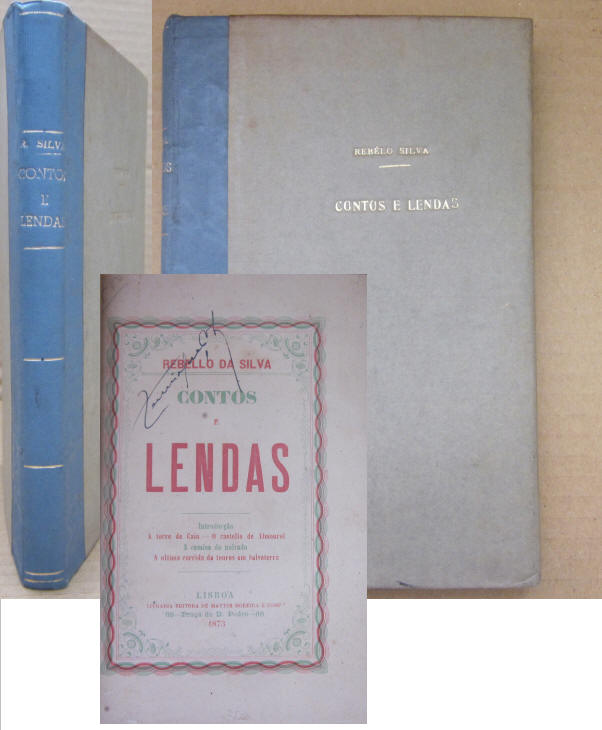 R. SILVA
CONTOS
E
LENDAS
REBÊLO SILVA
CONTOS E LENDAS
REBELLO DA SILVA
CONTOS
E
LENDAS
Introducção
A torre de Caim — O castello de Almourol
A camisa do noivado
A ultima corrida de touros em Salvaterra
LISBOA
LIVRARIA EDITORA DE MATTOS MOREIRA & COMP.ª
68—Praça de D. Pedro—68
1873